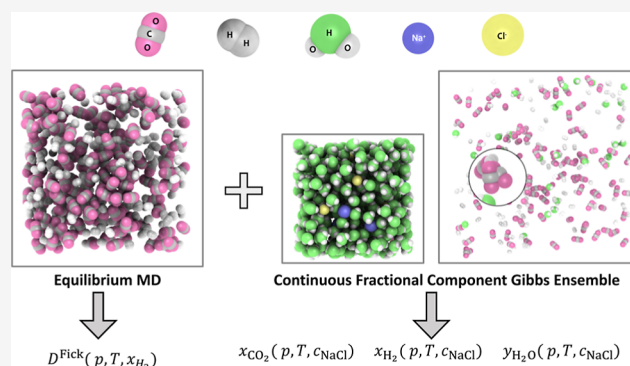 O
C
O
H
H
H
O
O
Na⁺
Cl⁻
Equilibrium MD
Continuous Fractional Component Gibbs Ensemble
D^Fick(p,T,x_H₂)
x_CO₂(p,T,c_NaCl) x_H₂(p,T,c_NaCl) y_H₂O(p,T,c_NaCl)